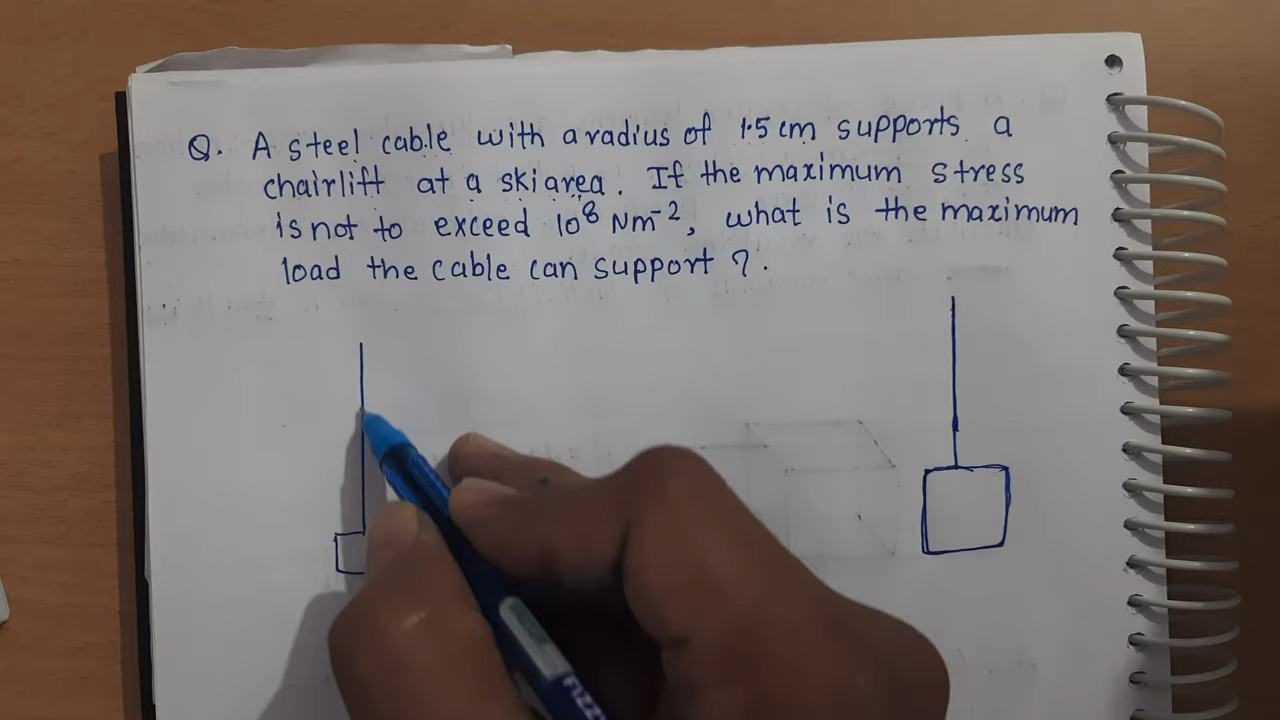 Q. A steel cable with a radius of 1.5 cm supports a
chairlift at a ski area. If the maximum stress
is not to exceed 10⁸ Nm⁻², what is the maximum
load the cable can support ?.
FIZZ